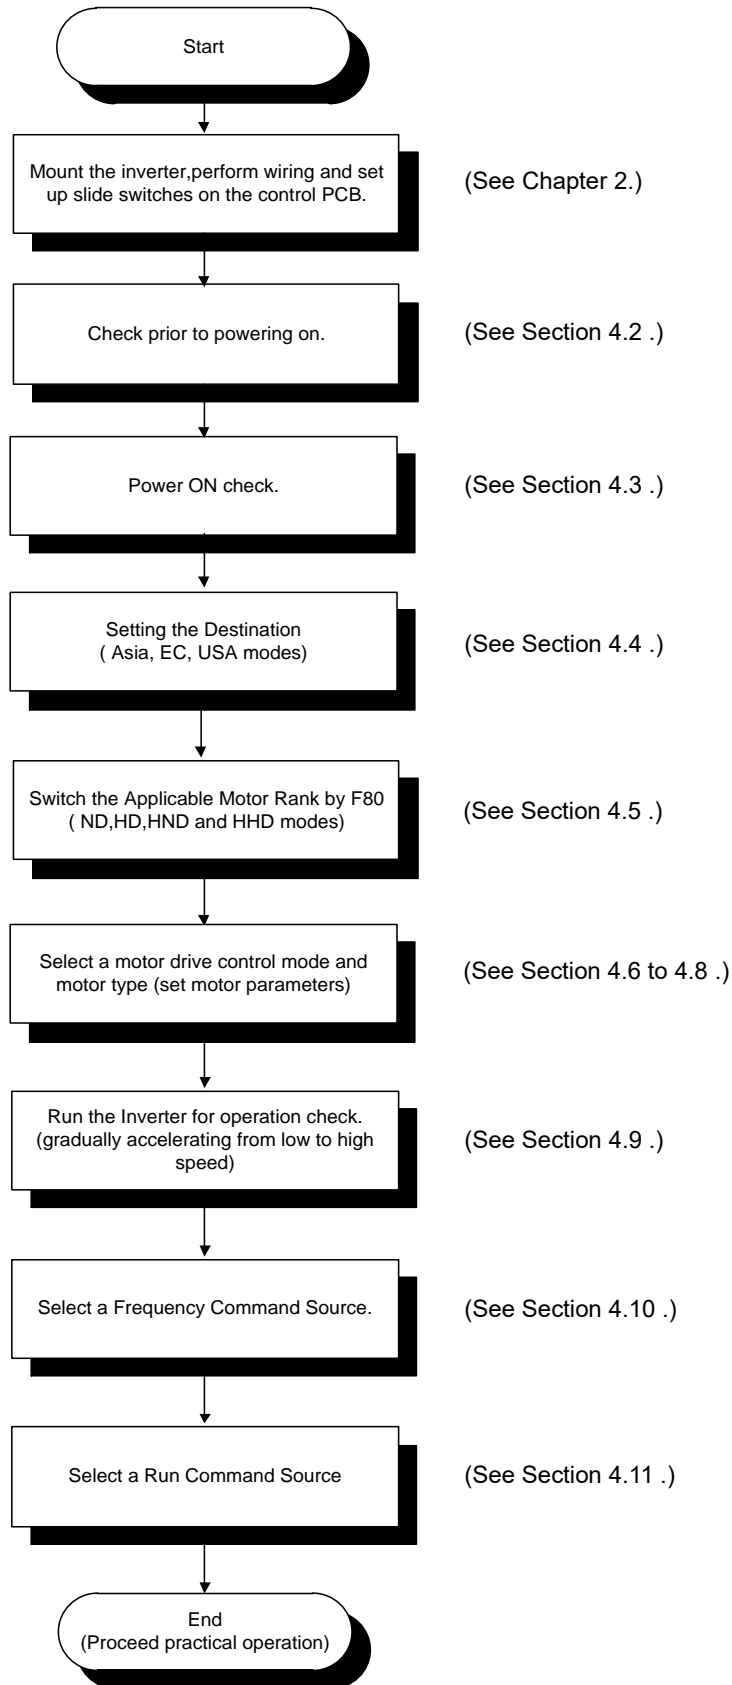 Start
Mount the inverter,perform wiring and set
up slide switches on the control PCB.
(See Chapter 2.)
Check prior to powering on.
(See Section 4.2 .)
Power ON check.
(See Section 4.3 .)
Setting the Destination
( Asia, EC, USA modes)
(See Section 4.4 .)
Switch the Applicable Motor Rank by F80
( ND,HD,HND and HHD modes)
(See Section 4.5 .)
Select a motor drive control mode and
motor type (set motor parameters)
(See Section 4.6 to 4.8 .)
Run the Inverter for operation check.
(gradually accelerating from low to high
speed)
(See Section 4.9 .)
Select a Frequency Command Source.
(See Section 4.10 .)
Select a Run Command Source
(See Section 4.11 .)
End
(Proceed practical operation)